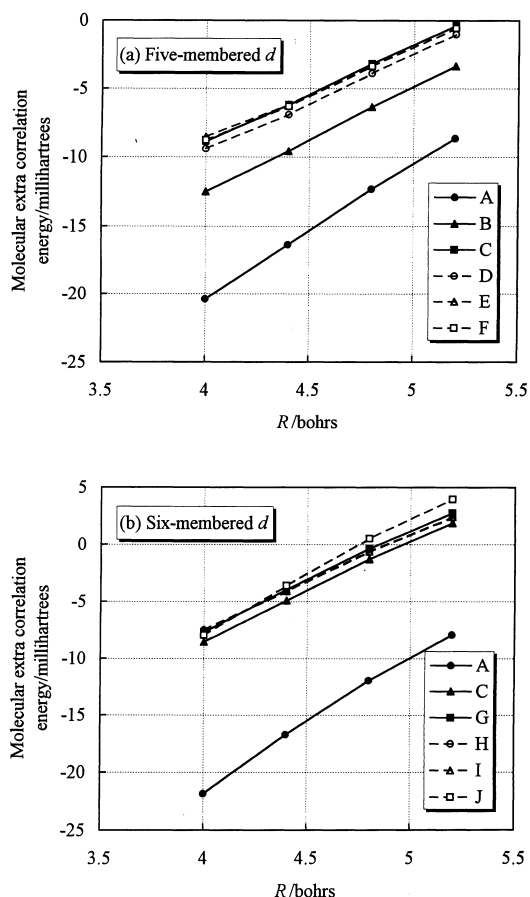 (a) Five-membered d
Molecular extra correlation
energy/millihartrees
0
-5
-10
-15
-20
-25
3.5
4
4.5
5
5.5
R/bohrs
A
B
C
D
E
F
(b) Six-membered d
Molecular extra correlation
energy/millihartrees
5
0
-5
-10
-15
-20
-25
3.5
4
4.5
5
5.5
R/bohrs
A
C
G
H
I
J